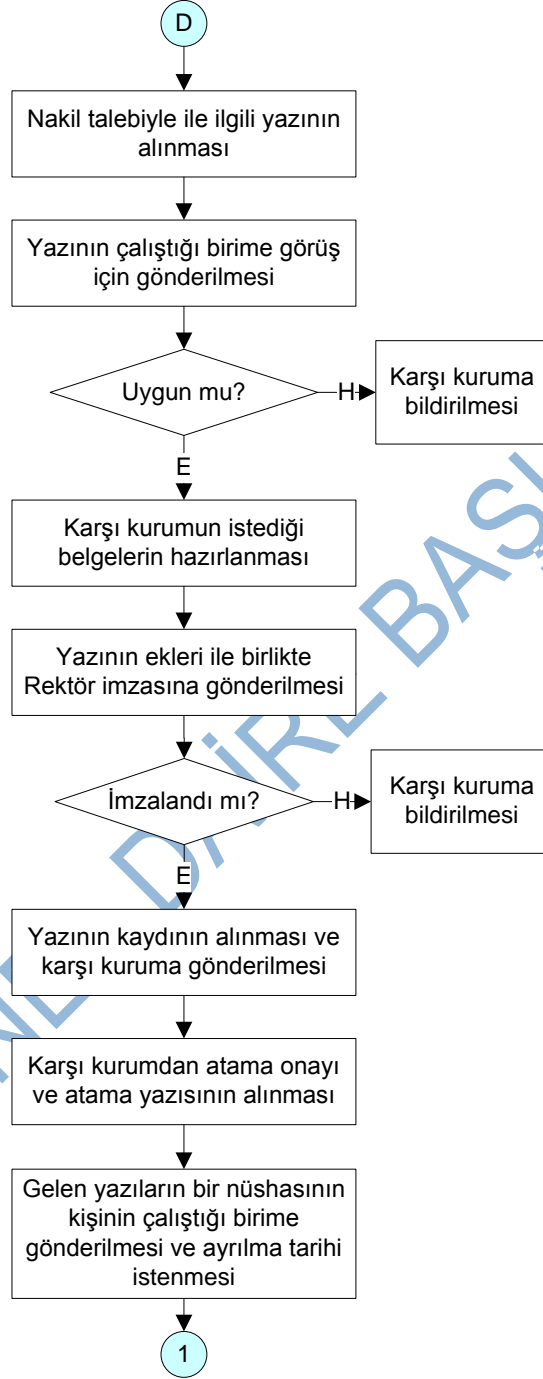 D
Nakil talebiyle ile ilgili yazının
alınması
Yazının çalıştığı birime görüş
için gönderilmesi
Uygun mu?
H
Karşı kuruma
bildirilmesi
E
Karşı kurumun istediği
belgelerin hazırlanması
Yazının ekleri ile birlikte
Rektör imzasına gönderilmesi
İmzalandı mı?
H
Karşı kuruma
bildirilmesi
E
Yazının kaydının alınması ve
karşı kuruma gönderilmesi
Karşı kurumdan atama onayı
ve atama yazısının alınması
Gelen yazıların bir nüshasının
kişinin çalıştığı birime
gönderilmesi ve ayrılma tarihi
istenmesi
1
DAİRE